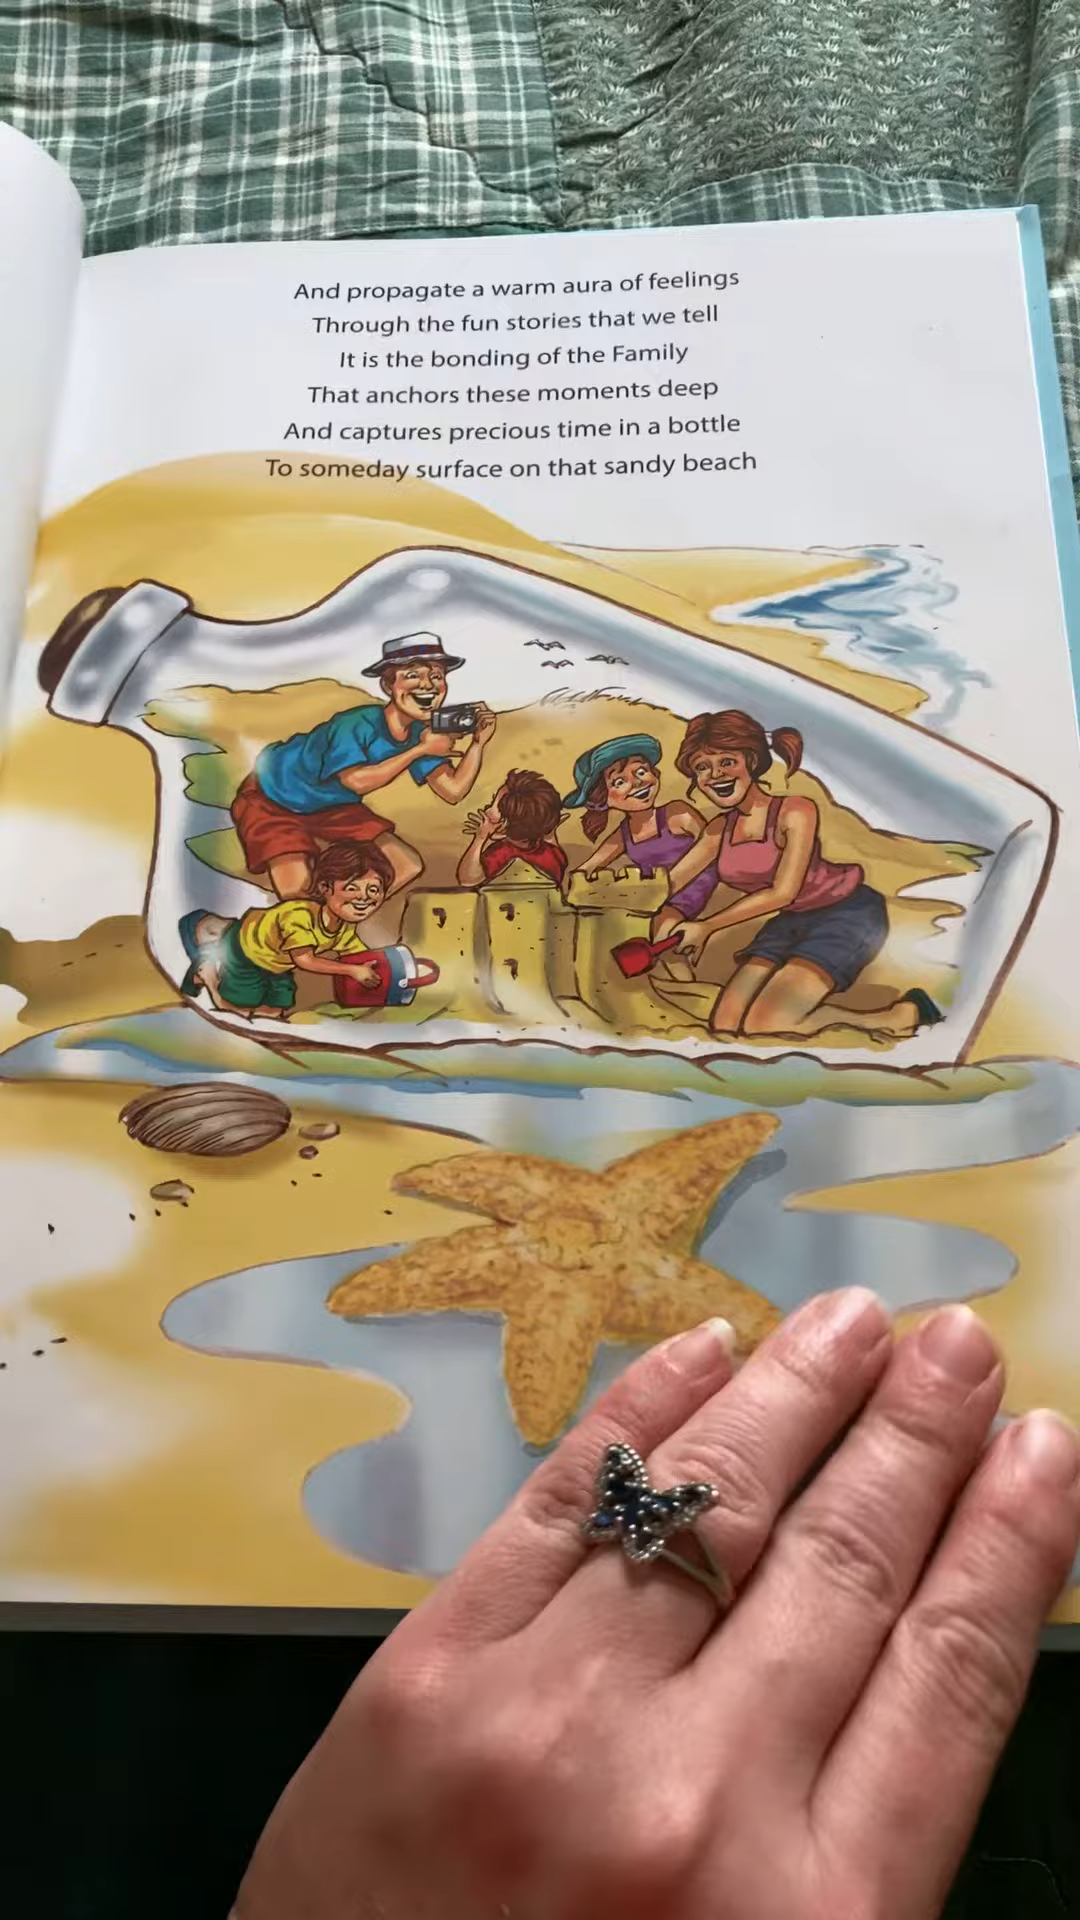 And propagate a warm aura of feelings
Through the fun stories that we tell
It is the bonding of the Family
That anchors these moments deep
And captures precious time in a bottle
To someday surface on that sandy beach